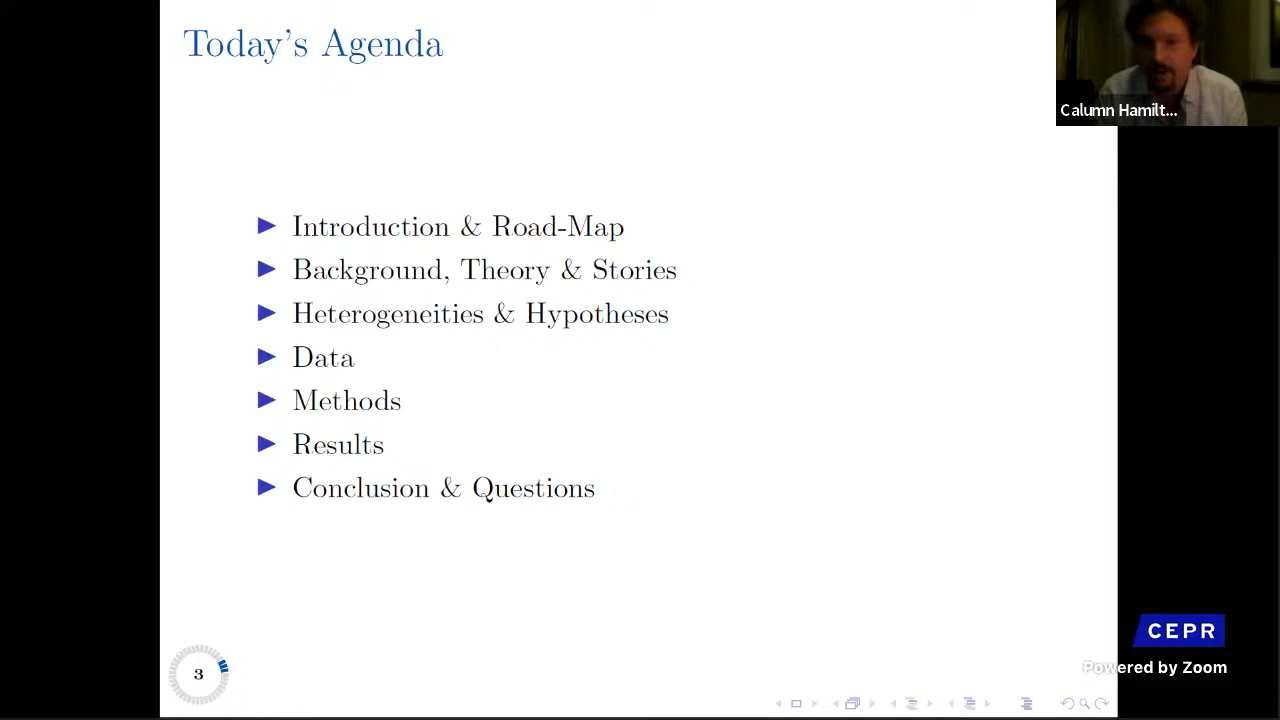 Today's Agenda
Calumn Hamilt...
Introduction & Road-Map
Background, Theory & Stories
Heterogeneities & Hypotheses
Data
Methods
Results
Conclusion & Questions
CEPR
Powered by Zoom
3